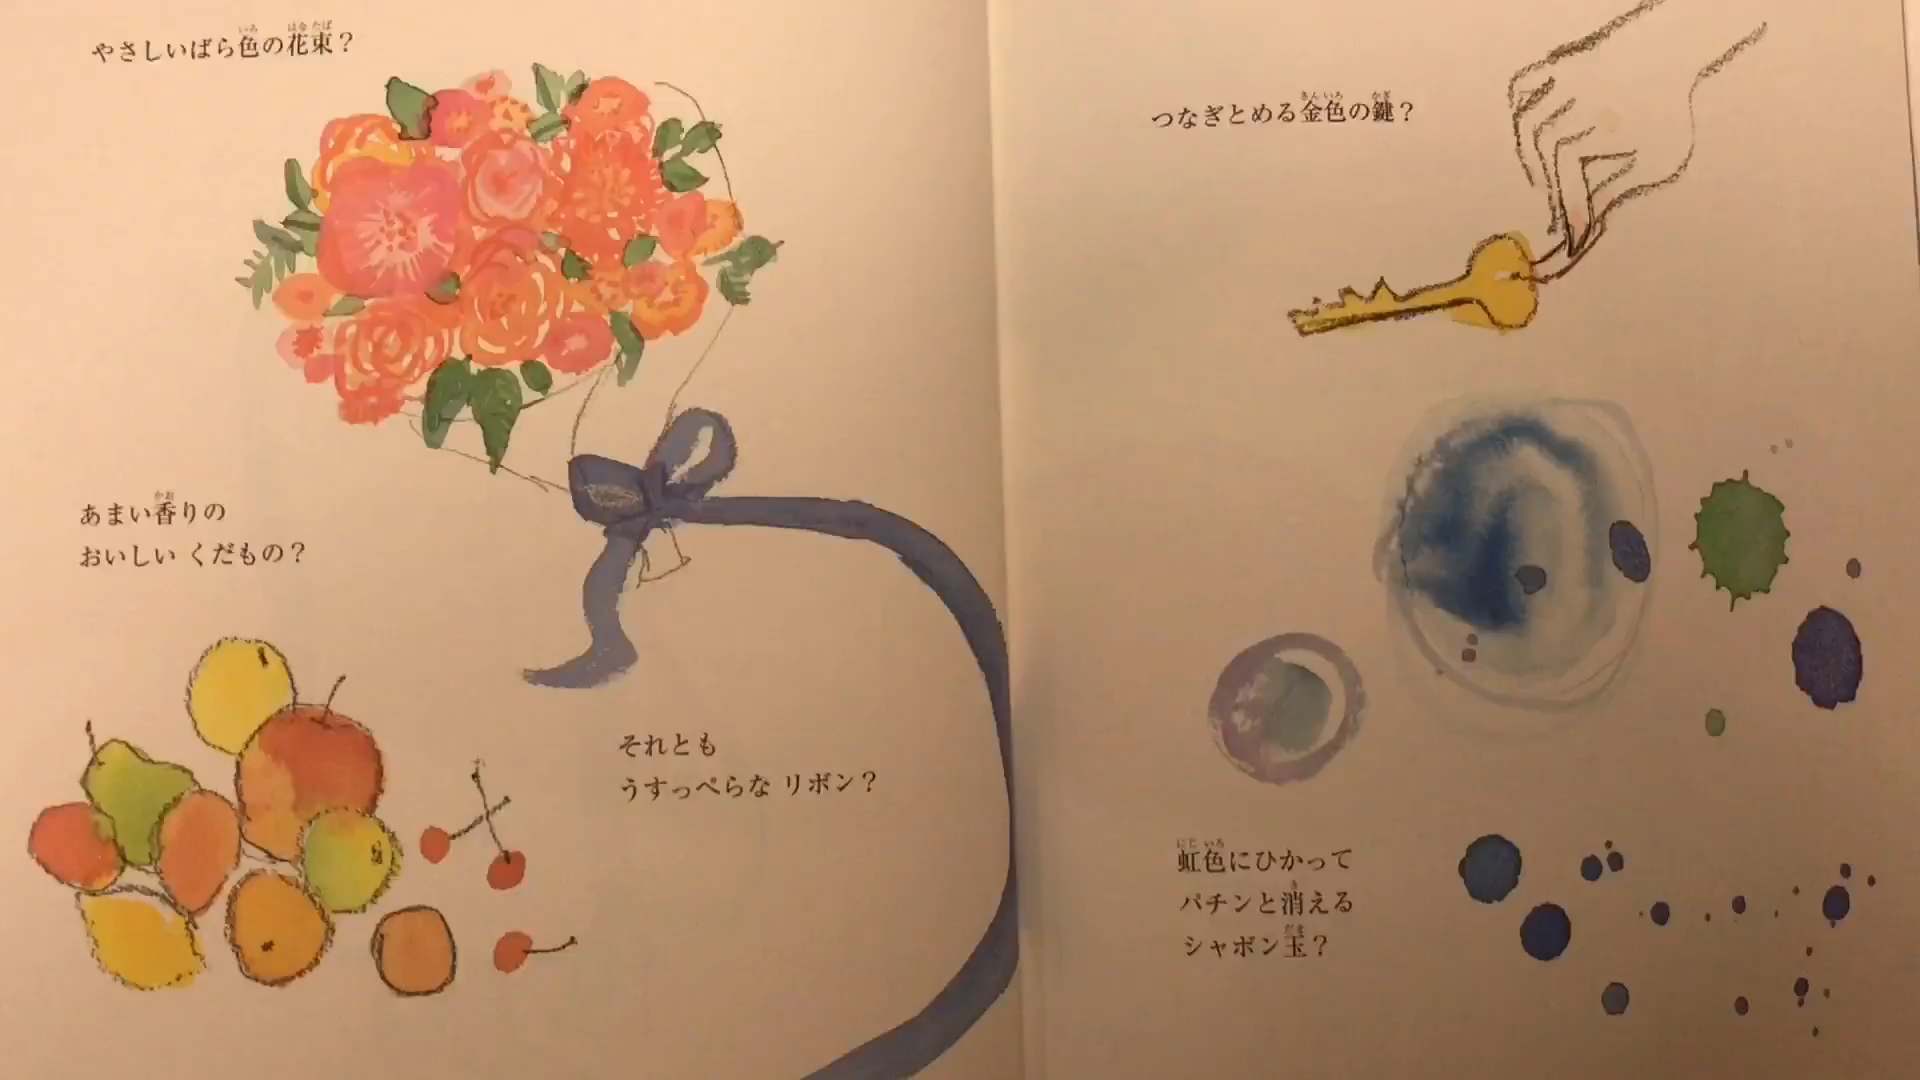 やさしいばら色の花束？
あまい香りの
おいしい くだもの？
それとも
うすっぺらな リボン？
つなぎとめる金色の鍵？
虹色にひかって
パチンと消える
シャボン玉？